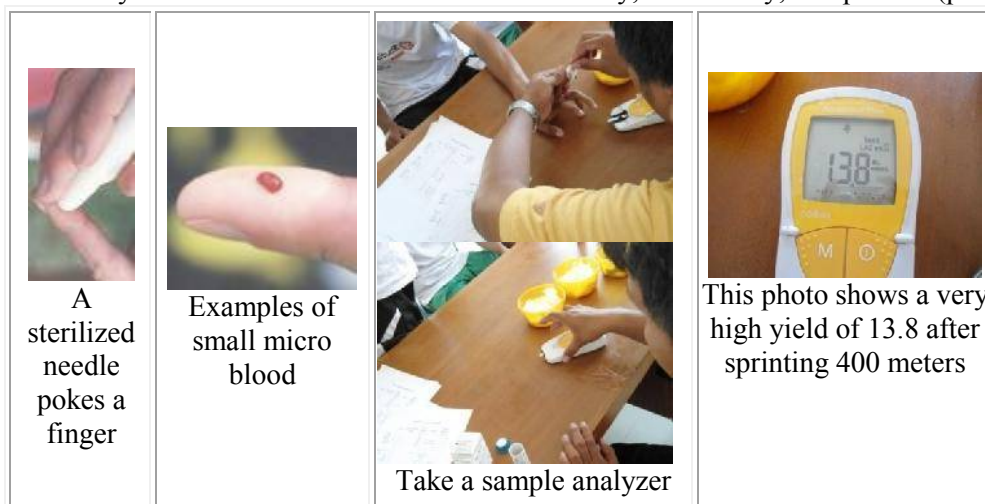 A
sterilized
needle
pokes a
finger
Examples of
small micro
blood
Take a sample analyzer
13.8
M
This photo shows a very
high yield of 13.8 after
sprinting 400 meters